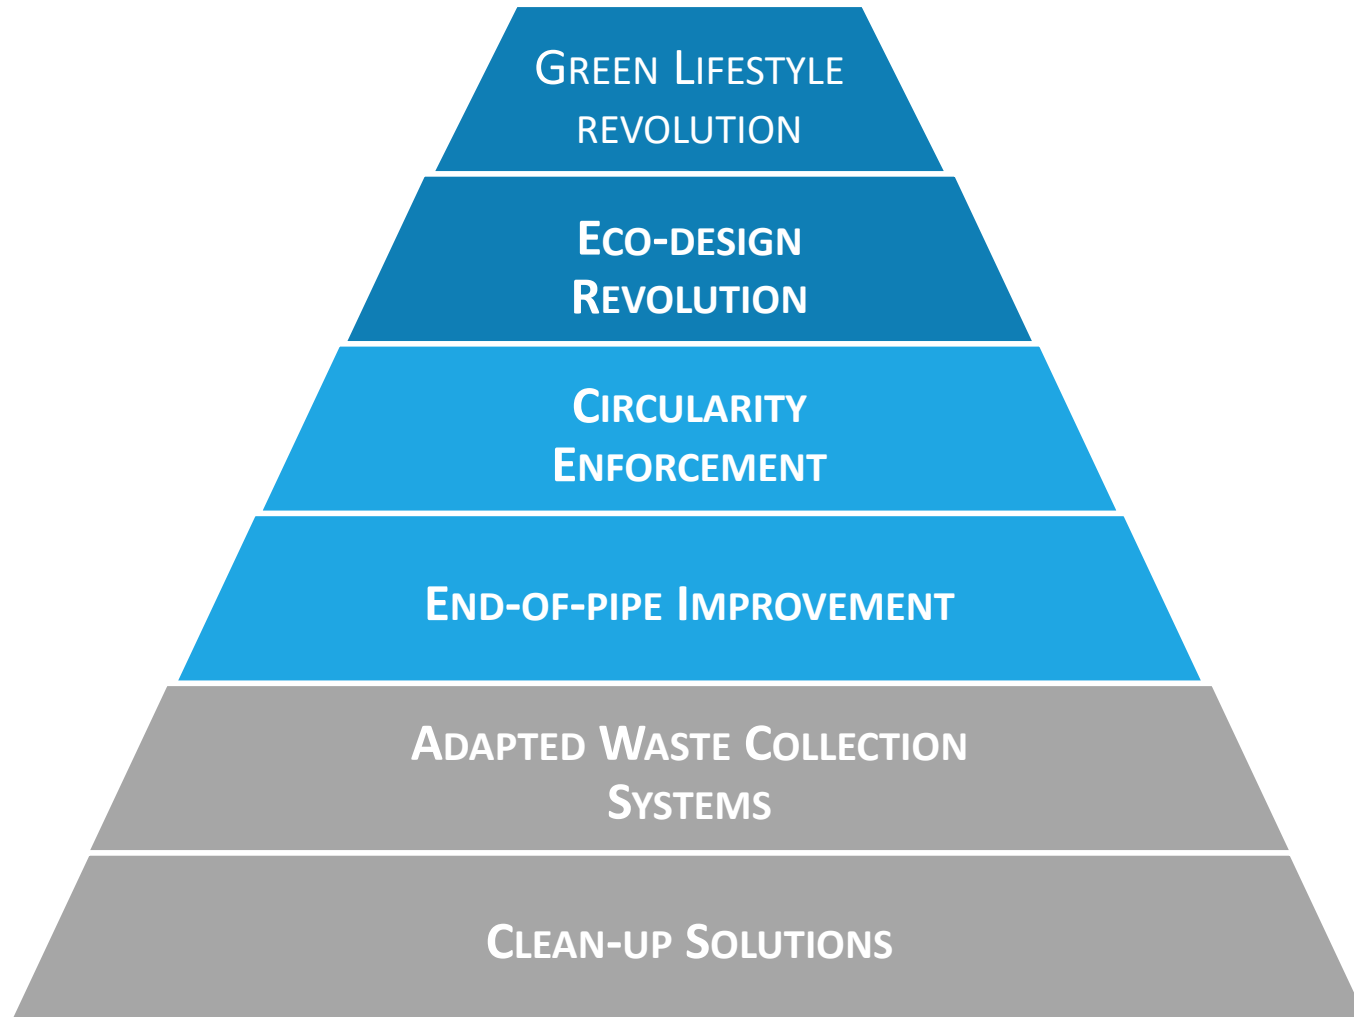 Green Lifestyle
revolution
Eco-design
Revolution
Circularity
Enforcement
End-of-pipe Improvement
Adapted Waste Collection
Systems
Clean-up Solutions